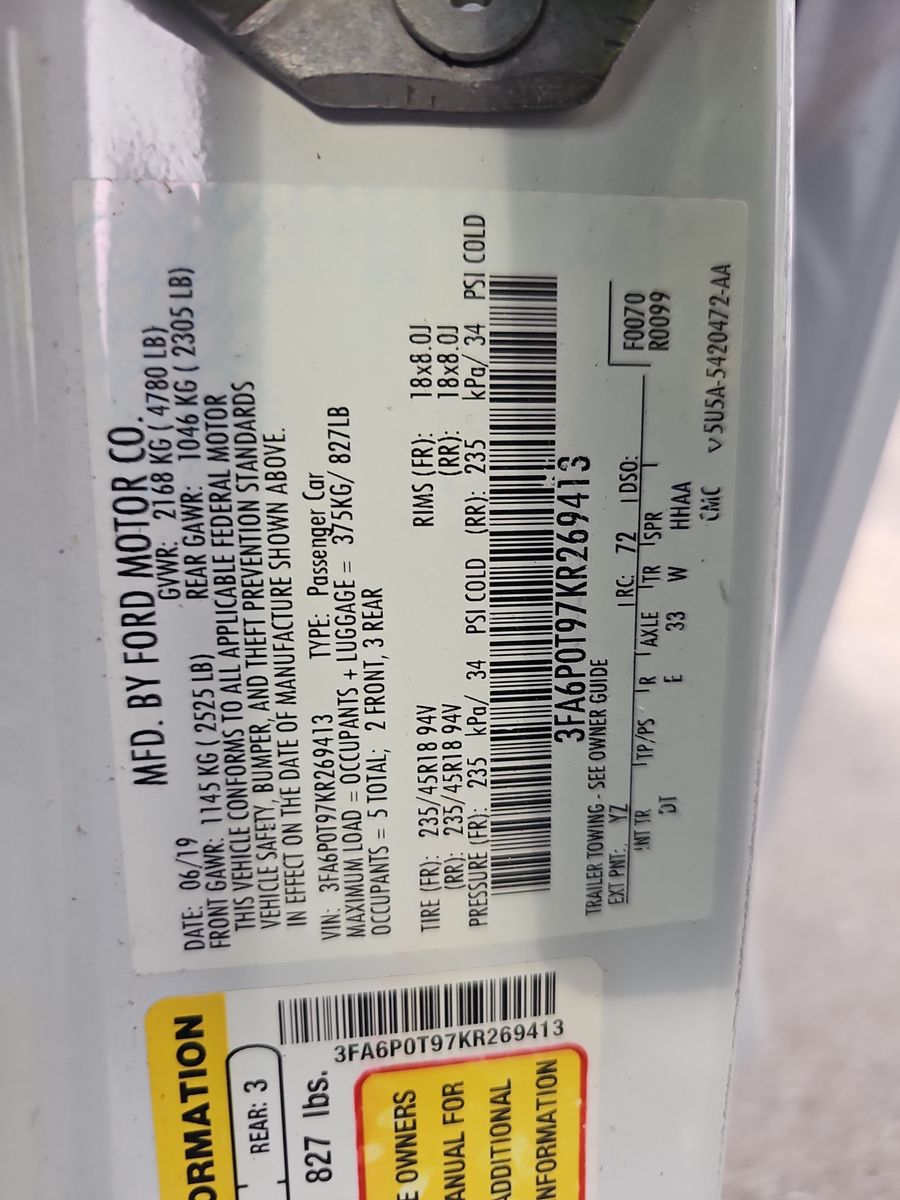 MFD. BY FORD MOTOR CO.
DATE: 06/19 GVWR: 2168 KG ( 4780 LB)
FRONT GAWR: 1145 KG ( 2525 LB) REAR GAWR: 1046 KG ( 2305 LB)
THIS VEHICLE CONFORMS TO ALL APPLICABLE FEDERAL MOTOR
VEHICLE SAFETY, BUMPER, AND THEFT PREVENTION STANDARDS
IN EFFECT ON THE DATE OF MANUFACTURE SHOWN ABOVE.
VIN: 3FA6P0T97KR269413 TYPE: Passenger Car
MAXIMUM LOAD = OCCUPANTS + LUGGAGE = 375KG/ 827LB
OCCUPANTS = 5 TOTAL; 2 FRONT, 3 REAR
TIRE (FR): 235/45R18 94V RIMS (FR): 18x8.0J
(RR): 235/45R18 94V (RR): 18x8.0J
PRESSURE (FR): 235 kPa/ 34 PSI COLD (RR): 235 kPa/ 34 PSI COLD
3FA6P0T97KR269413
TRAILER TOWING - SEE OWNER GUIDE
EXT PNT: YZ RC: 72 DSO: F0070
R0099
INT TR TP/PS R AXLE TR SPR
DT E 33 W HHAA
CMC V5U5A-5420472-AA
ORMATION
REAR: 3
827 lbs.
3FA6P0T97KR269413
E OWNERS
ANUAL FOR
ADDITIONAL
NFORMATION